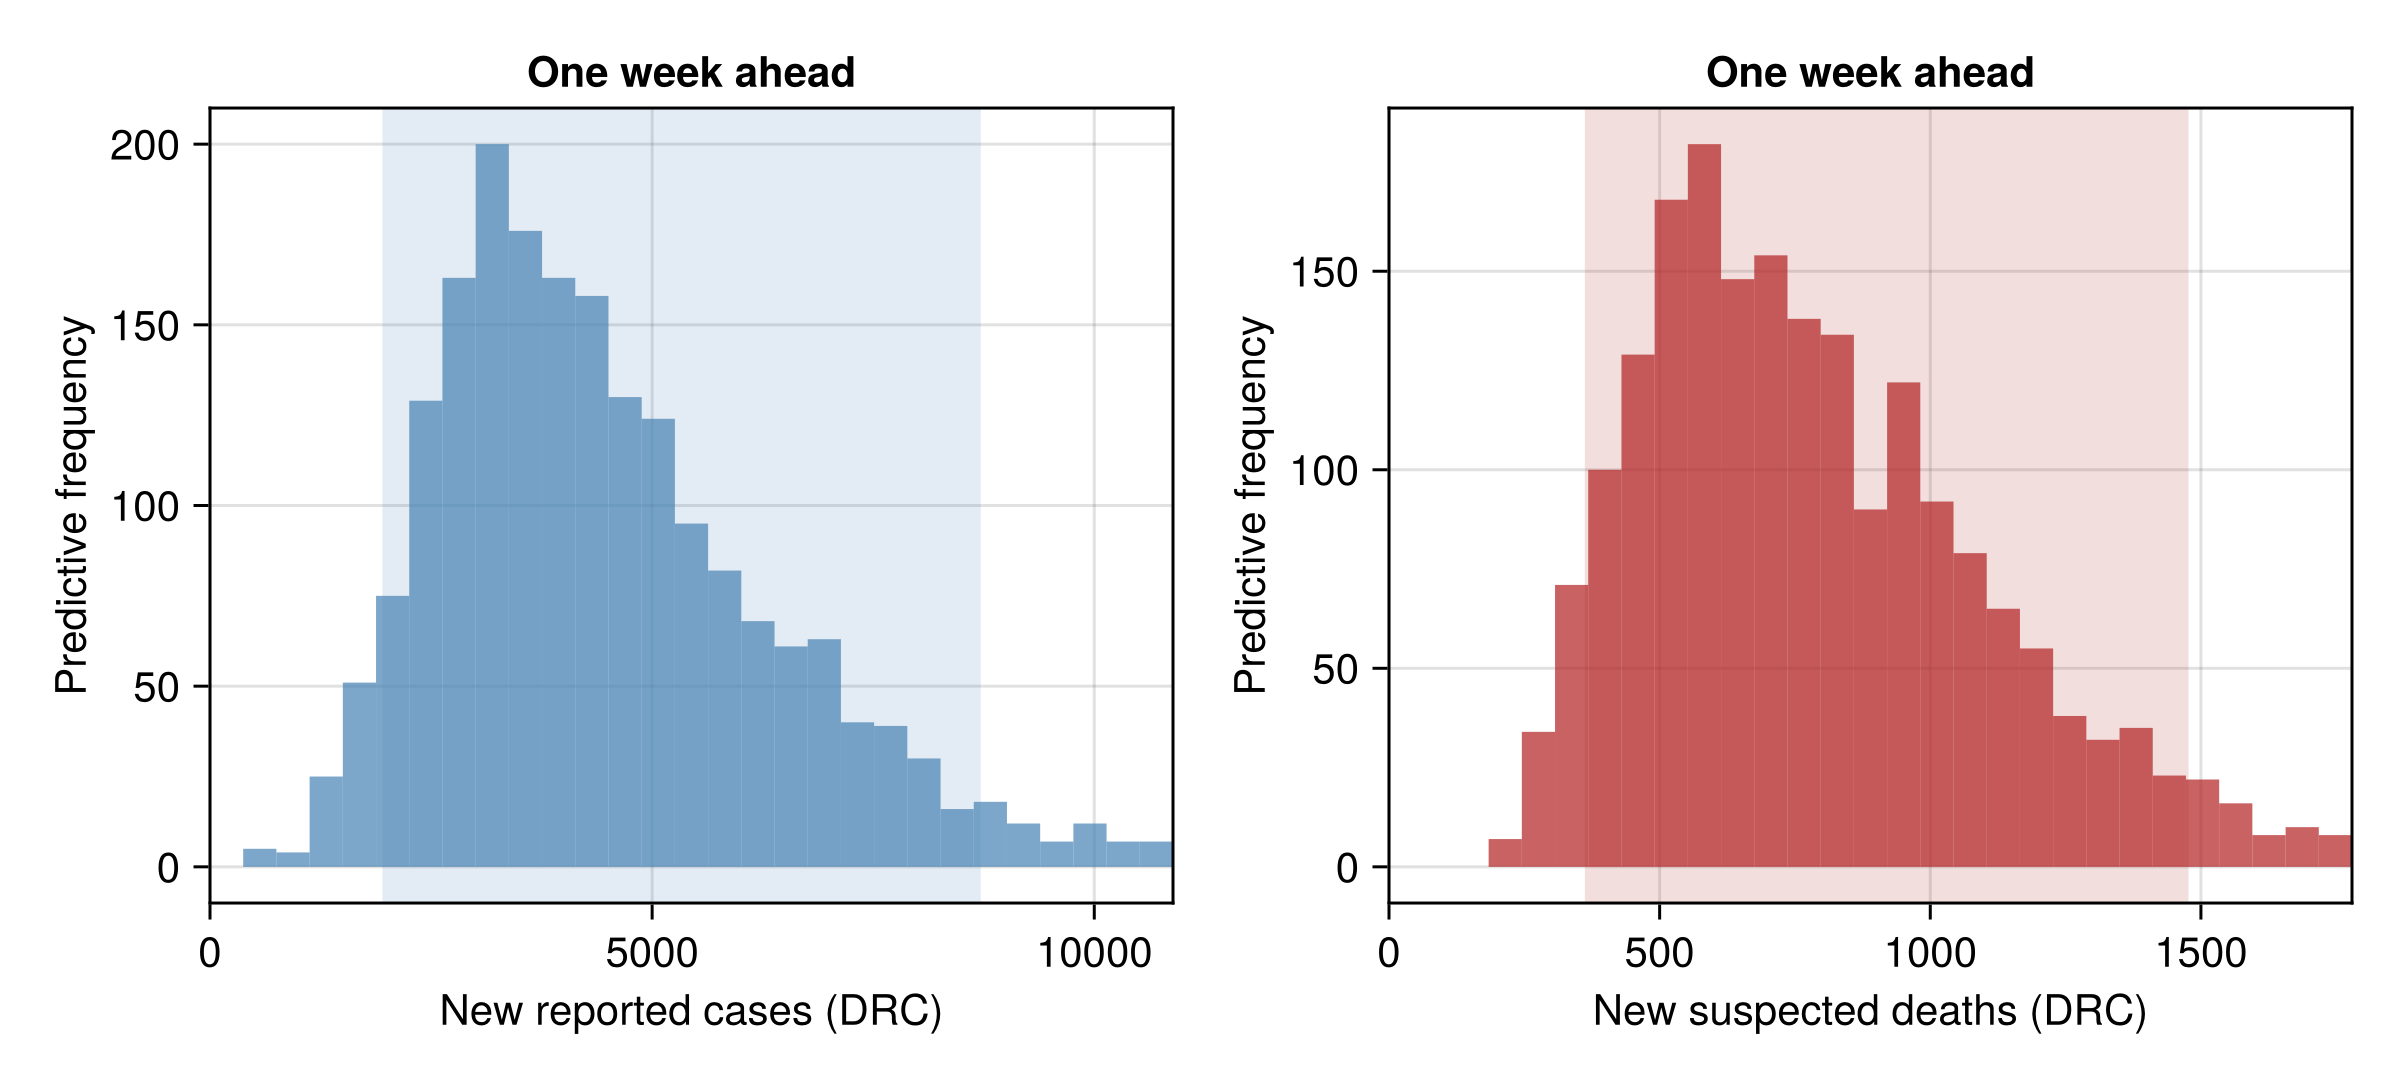 One week ahead
200
150
100
50
0
Predictive frequency
0 5000 10000
New reported cases (DRC)
One week ahead
150
100
50
0
Predictive frequency
0 500 1000 1500
New suspected deaths (DRC)